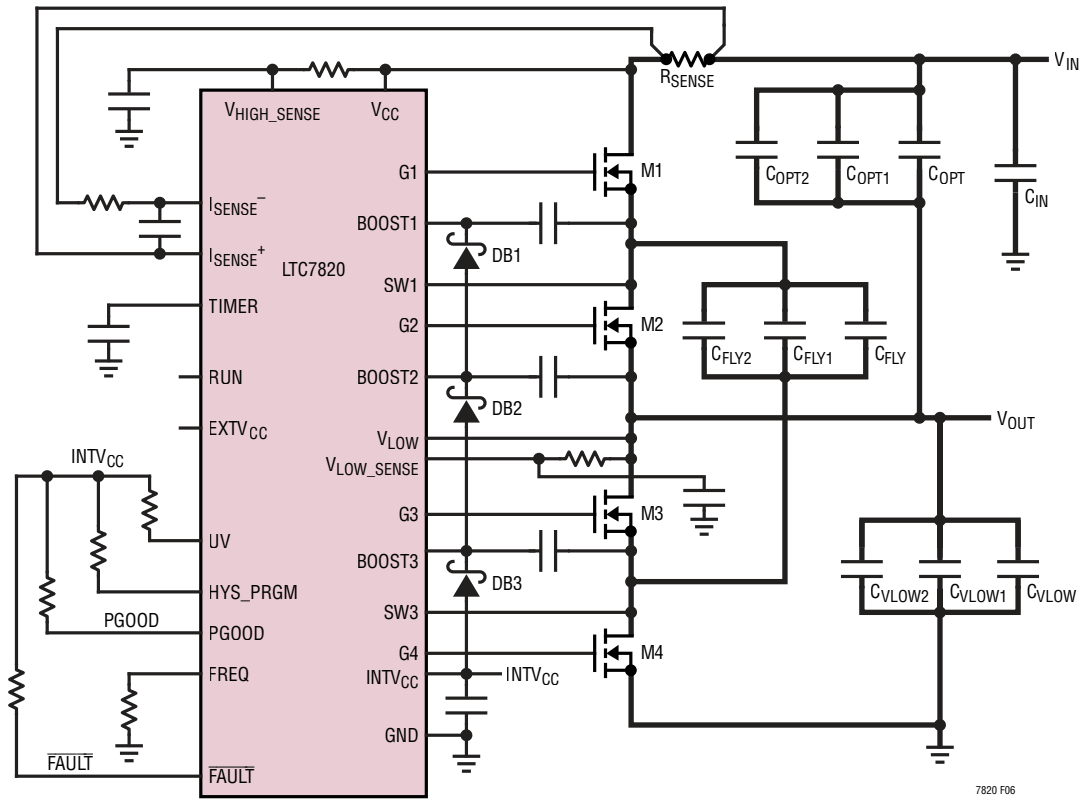 VIN
RSENSE
VHIGH_SENSE
VCC
G1
M1
COPT2
COPT1
COPT
CIN
ISENSE–
BOOST1
DB1
ISENSE+
LTC7820
SW1
TIMER
G2
M2
CFLY2
CFLY1
CFLY
RUN
BOOST2
DB2
EXTVCC
VLOW
VOUT
INTVCC
VLOW_SENSE
G3
M3
UV
BOOST3
DB3
HYS_PRGM
CVLOW2
CVLOW1
CVLOW
SW3
PGOOD
PGOOD
G4
M4
FREQ
INTVCC
INTVCC
GND
FAULT
FAULT
7820 F06